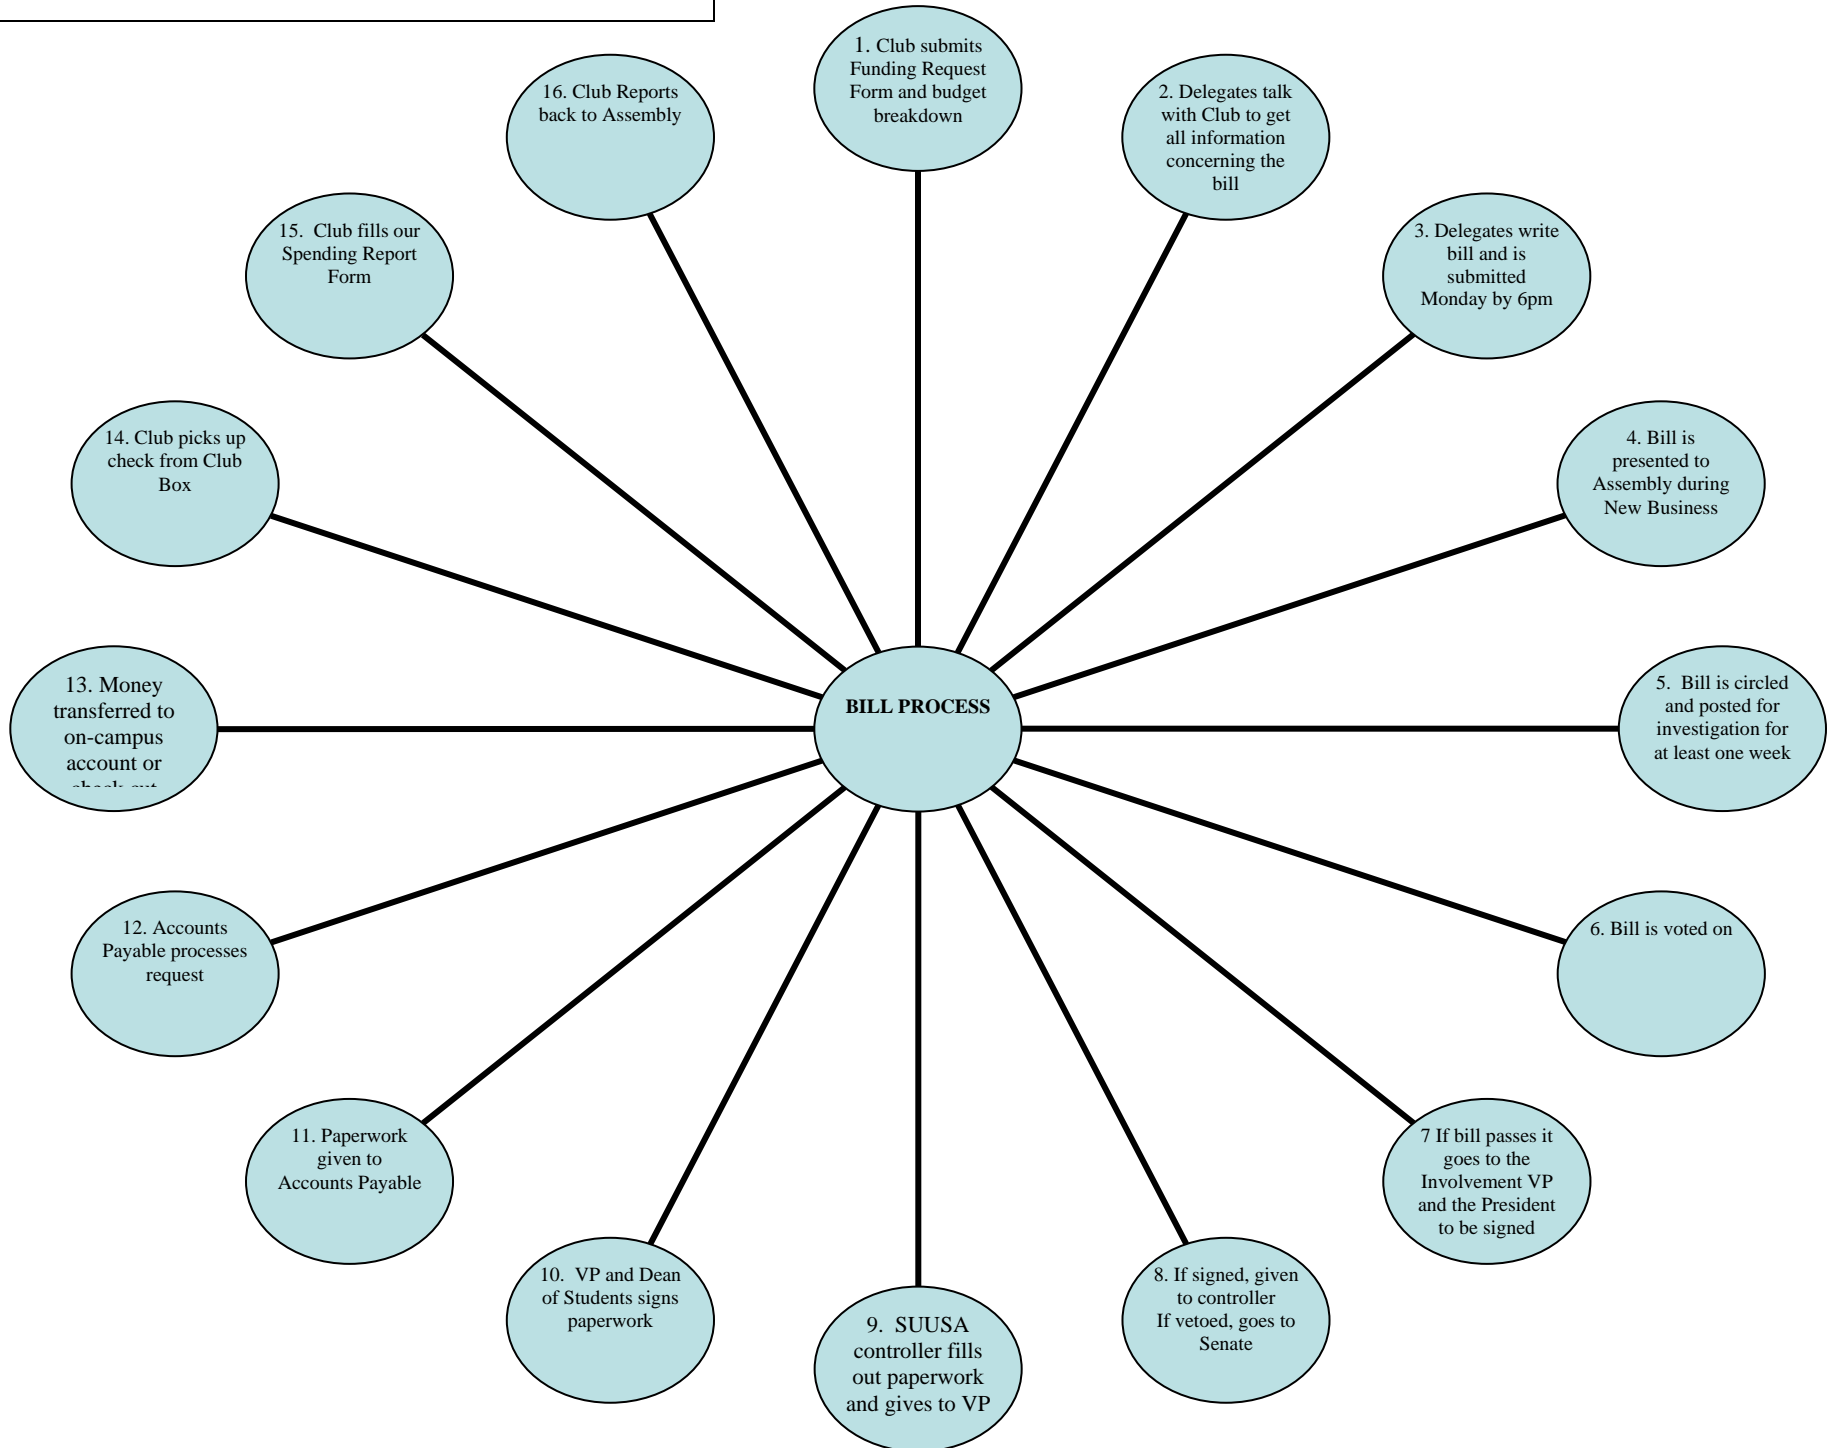 1. Club submits
Funding Request
Form and budget
breakdown
2. Delegates talk
with Club to get
all information
concerning the
bill
3. Delegates write
bill and is
submitted
Monday by 6pm
4. Bill is
presented to
Assembly during
New Business
5.  Bill is circled
and posted for
investigation for
at least one week
6. Bill is voted on
7 If bill passes it
goes to the
Involvement VP
and the President
to be signed
8. If signed, given
to controller
If vetoed, goes to
Senate
9.  SUUSA
controller fills
out paperwork
and gives to VP
10.  VP and Dean
of Students signs
paperwork
11. Paperwork
given to
Accounts Payable
12. Accounts
Payable processes
request
13. Money
transferred to
on-campus
account or
check cut
14. Club picks up
check from Club
Box
15.  Club fills our
Spending Report
Form
16. Club Reports
back to Assembly
BILL PROCESS